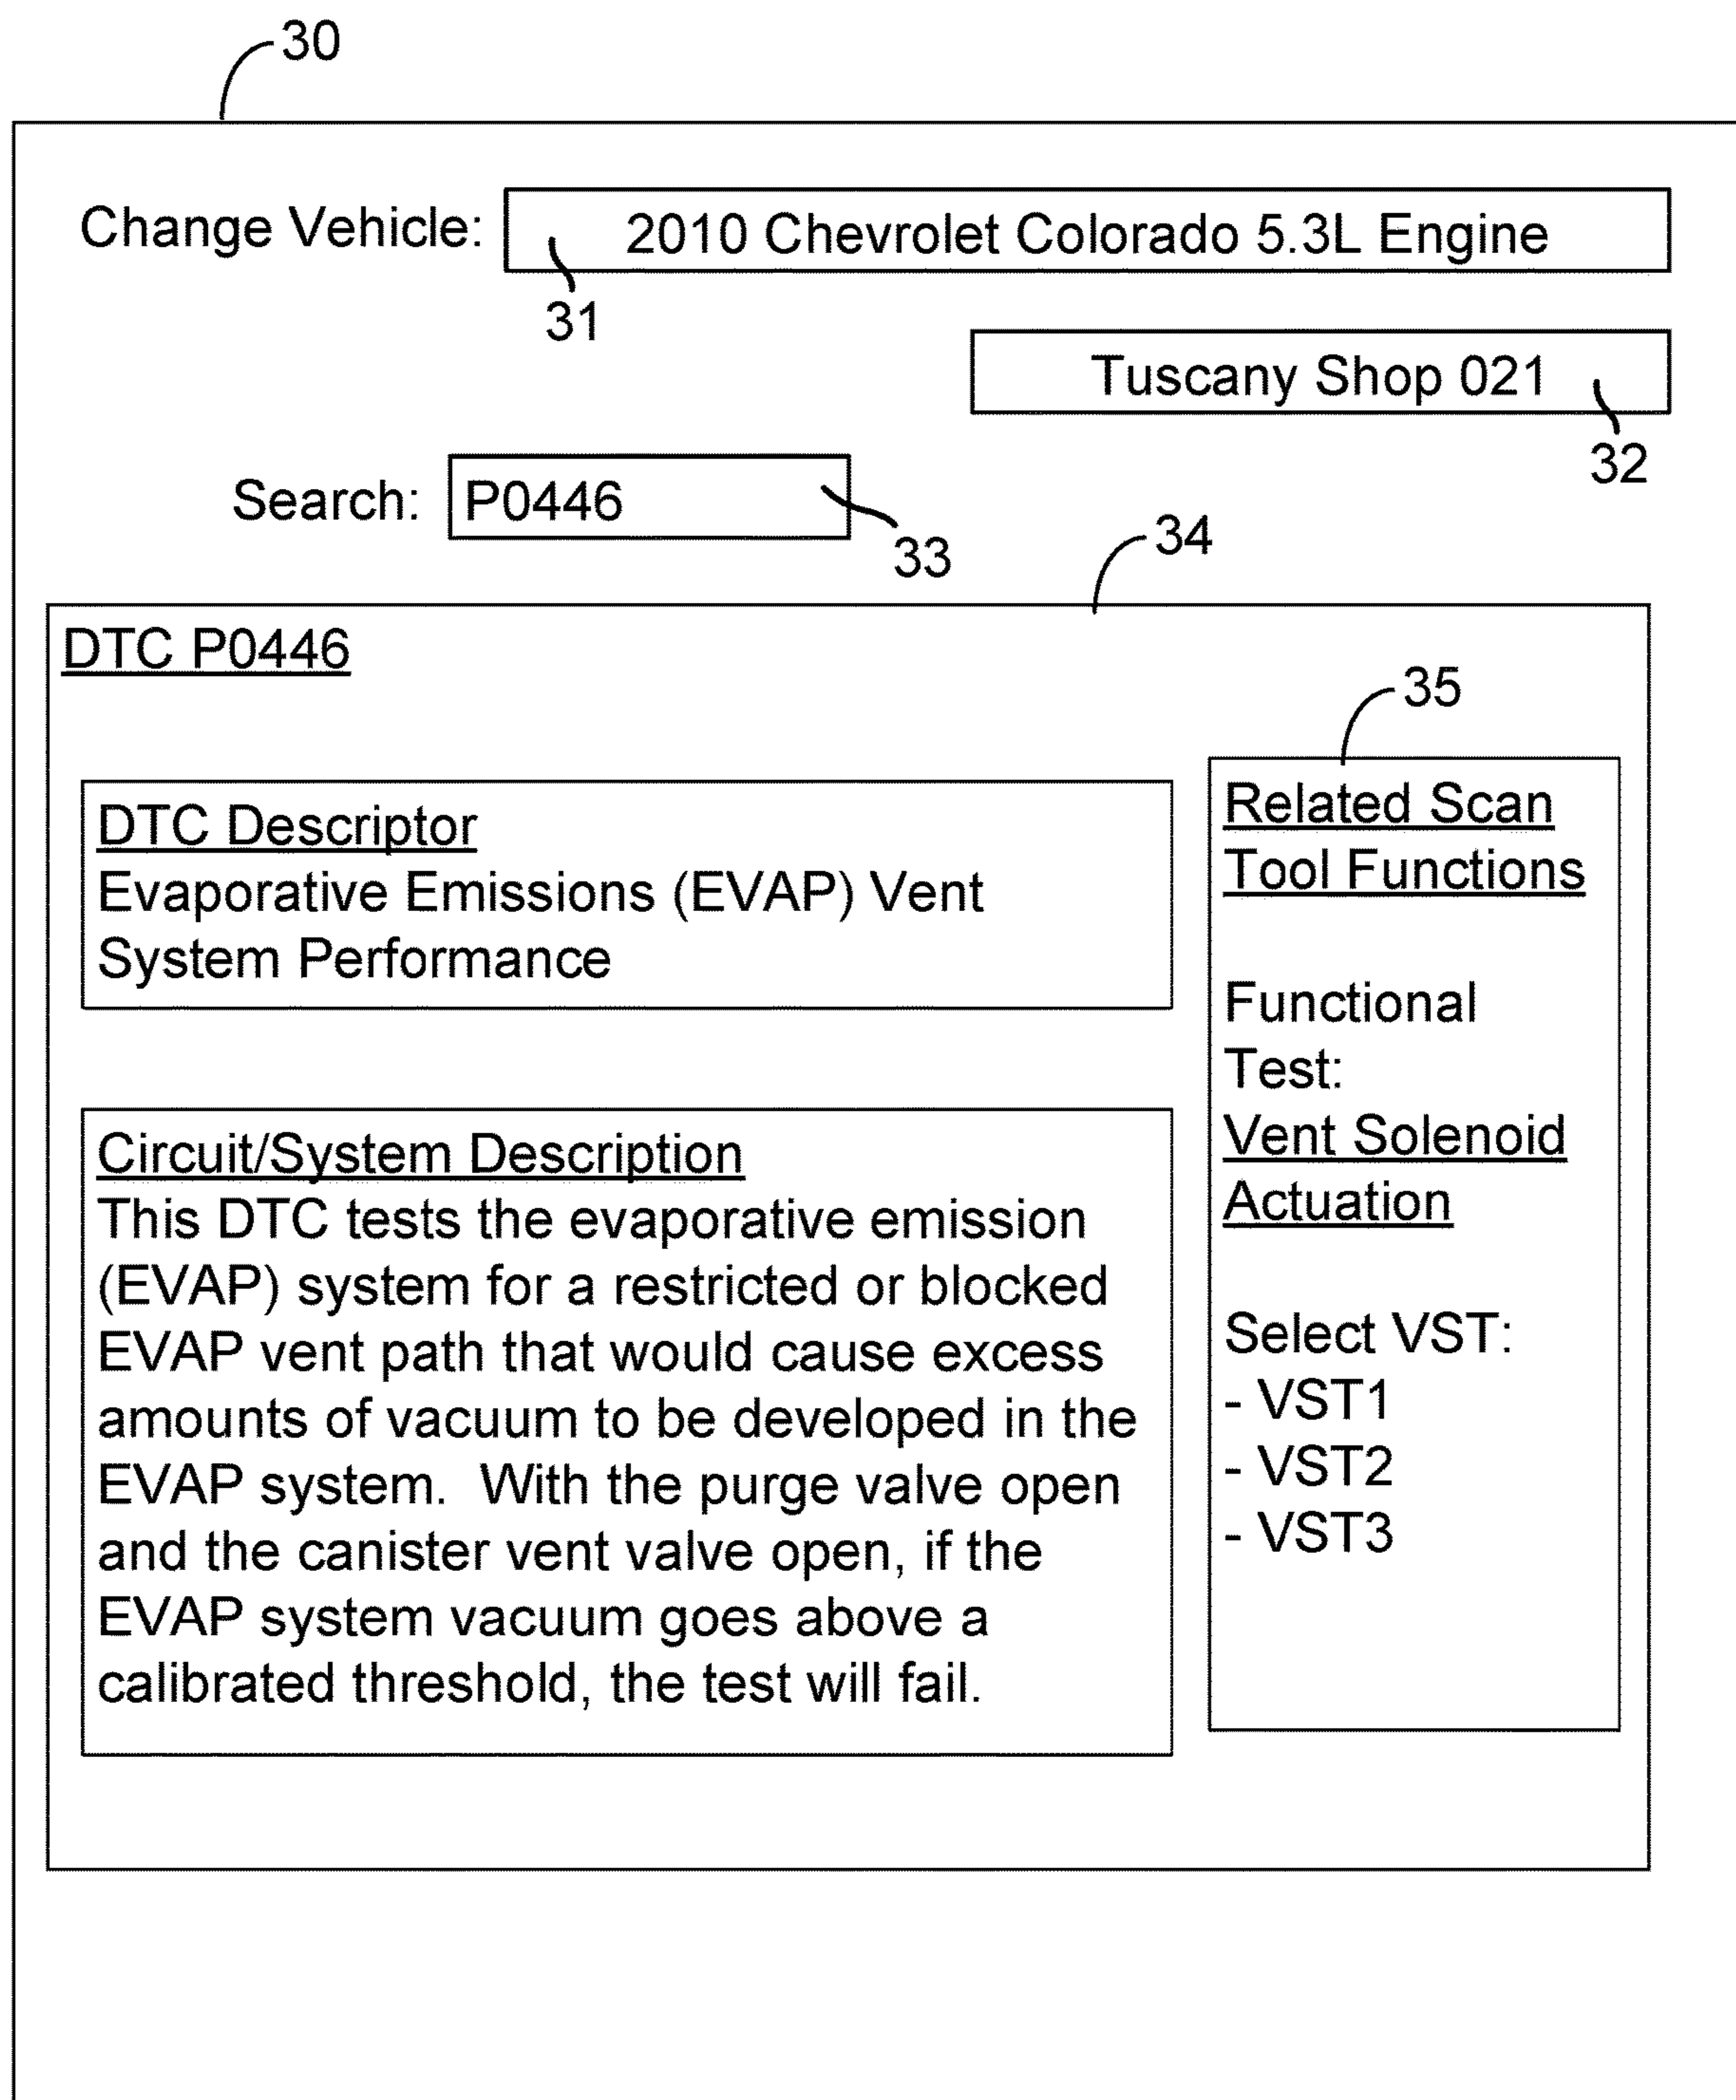 30
Change Vehicle: 2010 Chevrolet Colorado 5.3L Engine
31
Tuscany Shop 021
32
Search: P0446
33
34
DTC P0446
35
DTC Descriptor
Evaporative Emissions (EVAP) Vent
System Performance
Circuit/System Description
This DTC tests the evaporative emission
(EVAP) system for a restricted or blocked
EVAP vent path that would cause excess
amounts of vacuum to be developed in the
EVAP system.  With the purge valve open
and the canister vent valve open, if the
EVAP system vacuum goes above a
calibrated threshold, the test will fail.
Related Scan
Tool Functions
Functional
Test:
Vent Solenoid
Actuation
Select VST:
- VST1
- VST2
- VST3